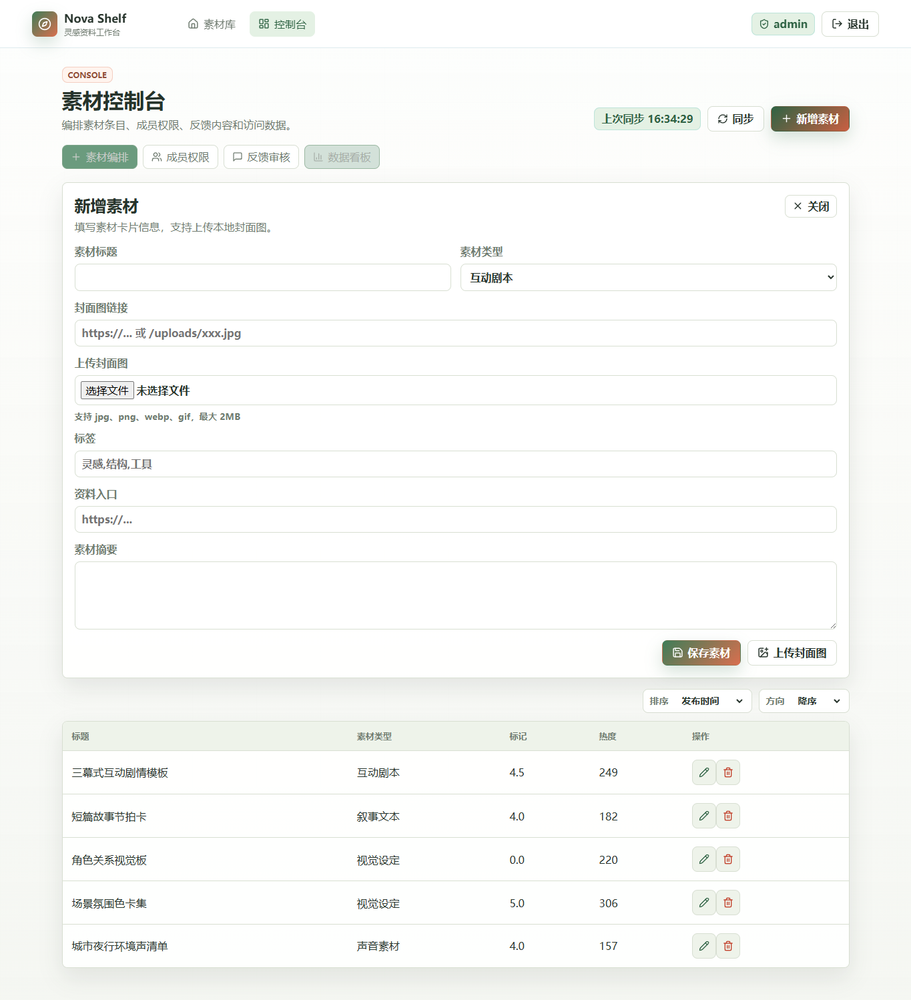 Nova Shelf
灵感资料工作台
素材库
控制台
admin
退出
CONSOLE
素材控制台
编排素材条目、成员权限、反馈内容和访问数据。
上次同步 16:34:29
同步
新增素材
素材编排
成员权限
反馈审核
数据看板
新增素材
关闭
填写素材卡片信息，支持上传本地封面图。
素材标题
素材类型
互动剧本
封面图链接
https://... 或 /uploads/xxx.jpg
上传封面图
选择文件 未选择文件
支持 jpg、png、webp、gif，最大 2MB
标签
灵感,结构,工具
资料入口
https://...
素材摘要
保存素材
上传封面图
排序 发布时间
方向 降序
标题 素材类型 标记 热度 操作
三幕式互动剧情模板 互动剧本 4.5 249
短篇故事节拍卡 叙事文本 4.0 182
角色关系视觉板 视觉设定 0.0 220
场景氛围色卡集 视觉设定 5.0 306
城市夜行环境声清单 声音素材 4.0 157